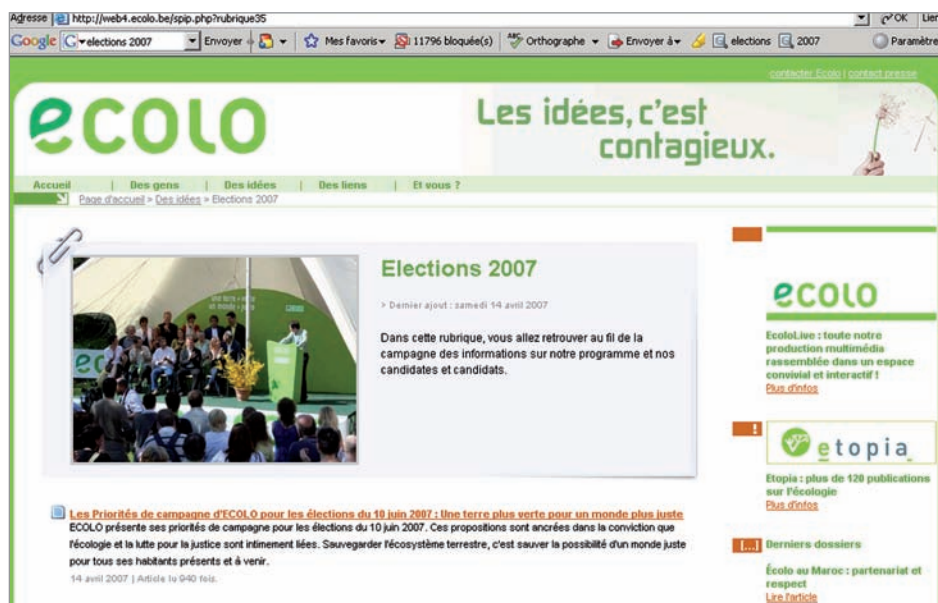 Adresse http://web4.ecolo.be/spip.php?rubrique35 OK Lier
Google elections 2007 Envoyer Mes favoris 11796 bloquée(s) Orthographe Envoyer à elections 2007 Paramètre
contacter Ecolo | contact presse
ecolo
Les idées, c'est
contagieux.
Accueil | Des gens | Des idées | Des liens | Et vous ?
Page d'accueil > Des idées > Elections 2007
Elections 2007
> Dernier ajout : samedi 14 avril 2007
Dans cette rubrique, vous allez retrouver au fil de la
campagne des informations sur notre programme et nos
candidates et candidats.
une terre + verte
un monde + juste
ecolo
Les Priorités de campagne d'ECOLO pour les élections du 10 juin 2007 : Une terre plus verte pour un monde plus juste
ECOLO présente ses priorités de campagne pour les élections du 10 juin 2007. Ces propositions sont ancrées dans la conviction que
l'écologie et la lutte pour la justice sont intimement liées. Sauvegarder l'écosystème terrestre, c'est sauver la possibilité d'un monde juste
pour tous ses habitants présents et à venir.
14 avril 2007 | Article lu 940 fois.
ecolo
EcoloLive : toute notre
production multimédia
rassemblée dans un espace
convivial et interactif !
Plus d'infos
!
etopia_
Etopia : plus de 120 publications
sur l'écologie
Plus d'infos
[...] Derniers dossiers
Écolo au Maroc : partenariat et
respect
Lire l'article